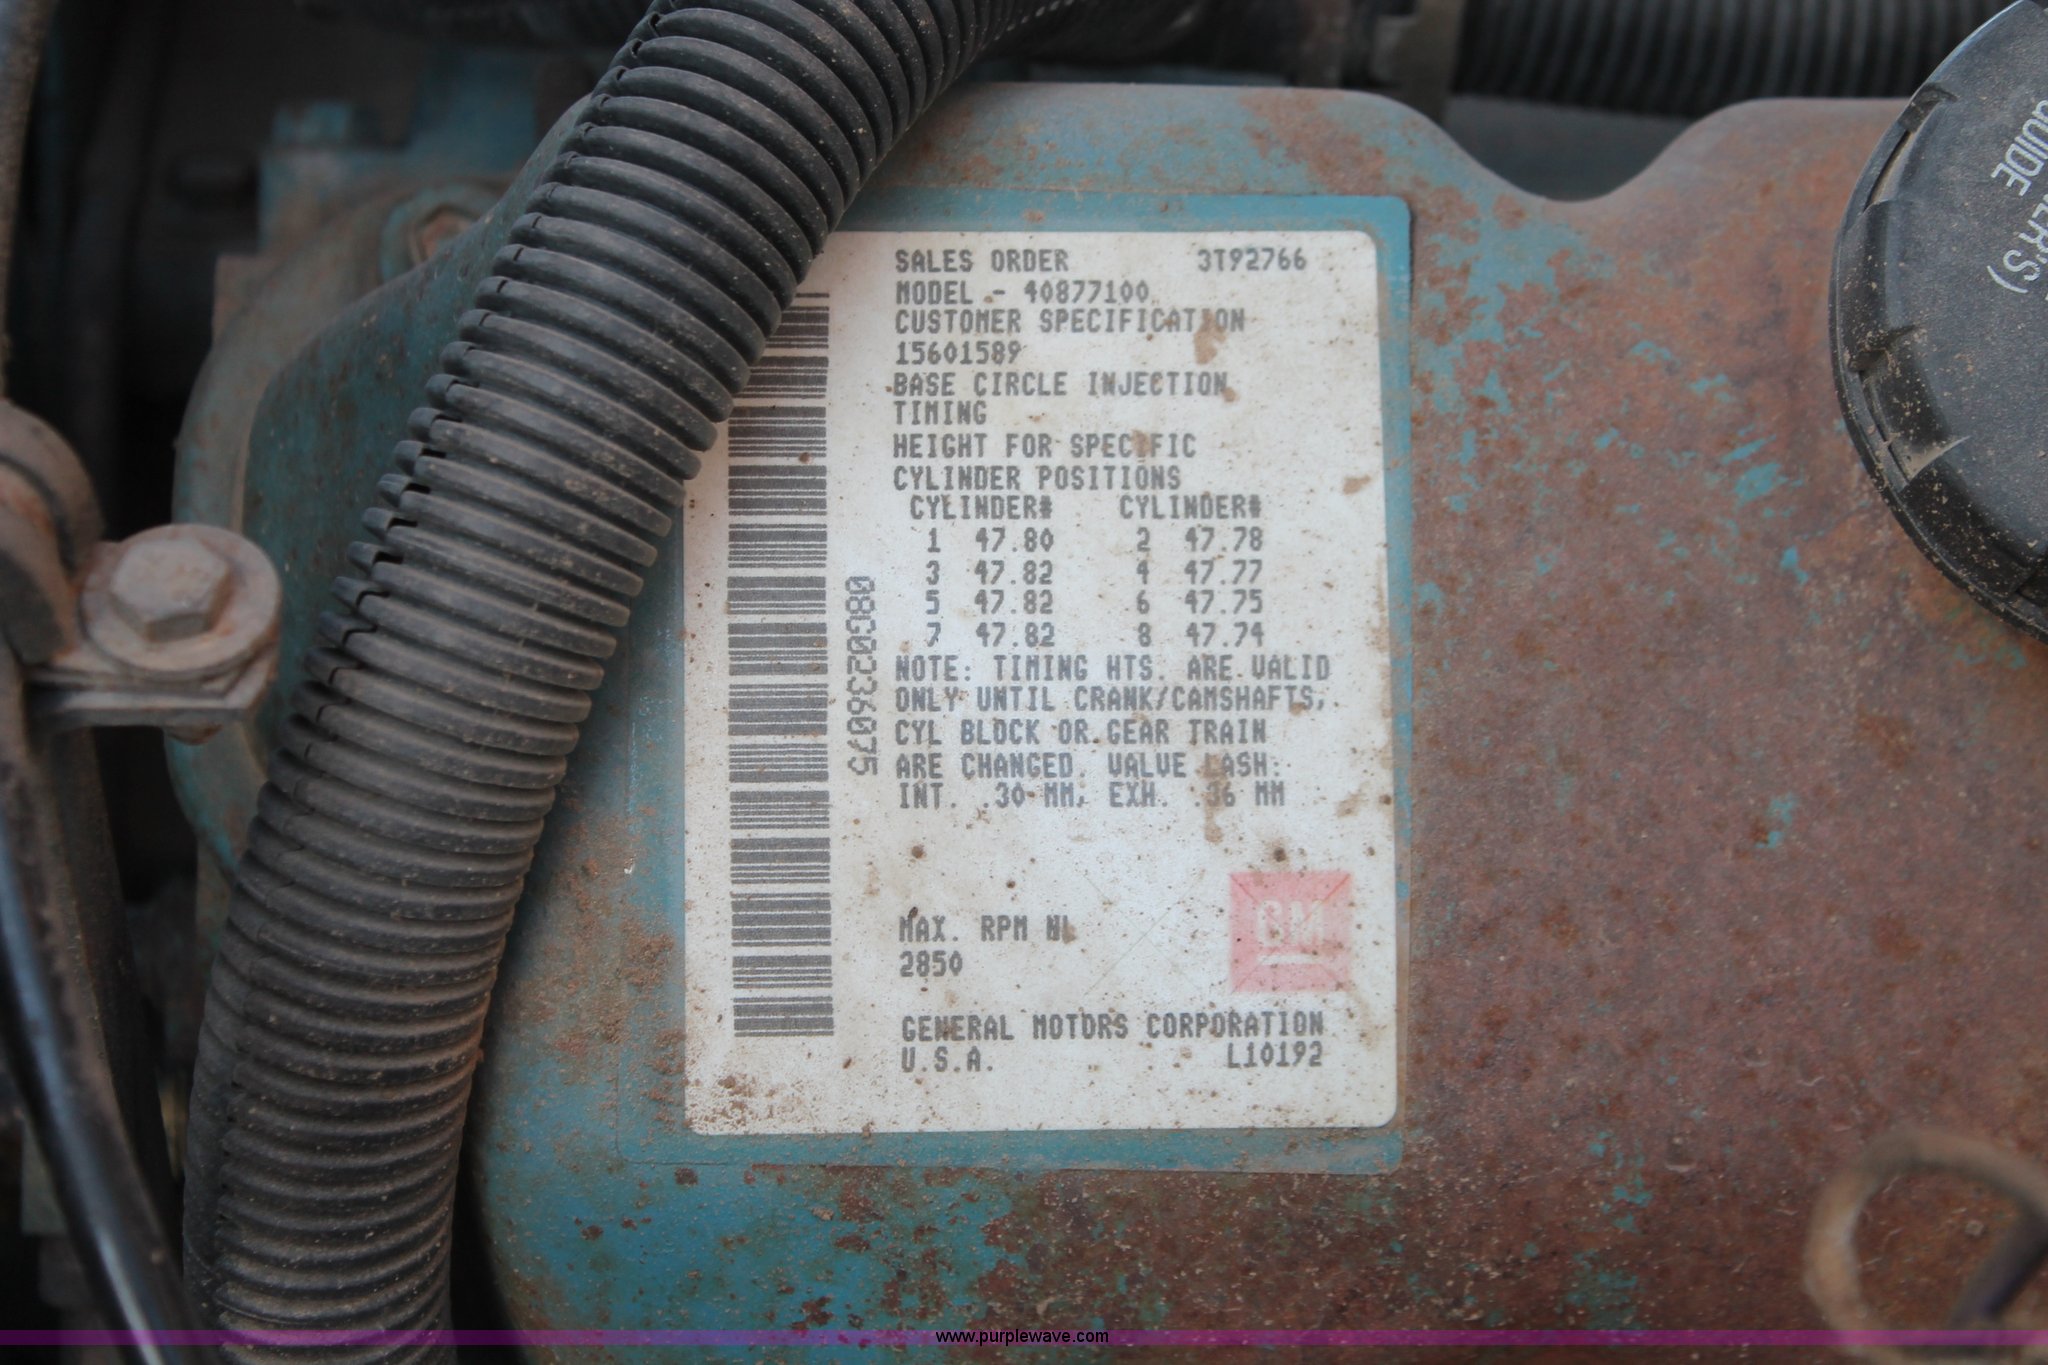 SALES ORDER 3T92766
MODEL - 40877100
CUSTOMER SPECIFICATION
15601589
BASE CIRCLE INJECTION
TIMING
HEIGHT FOR SPECIFIC
CYLINDER POSITIONS
CYLINDER# CYLINDER#
1 47.80 2 47.78
3 47.82 4 47.77
5 47.82 6 47.75
7 47.82 8 47.74
NOTE: TIMING HTS. ARE VALID
ONLY UNTIL CRANK/CAMSHAFTS,
CYL BLOCK OR GEAR TRAIN
ARE CHANGED. VALVE LASH:
INT. .30 MM, EXH. .36 MM
08G0236075
MAX. RPM NL
2850
GM
GENERAL MOTORS CORPORATION
U.S.A. L10192
GUIDE
ER'S)
www.purplewave.com